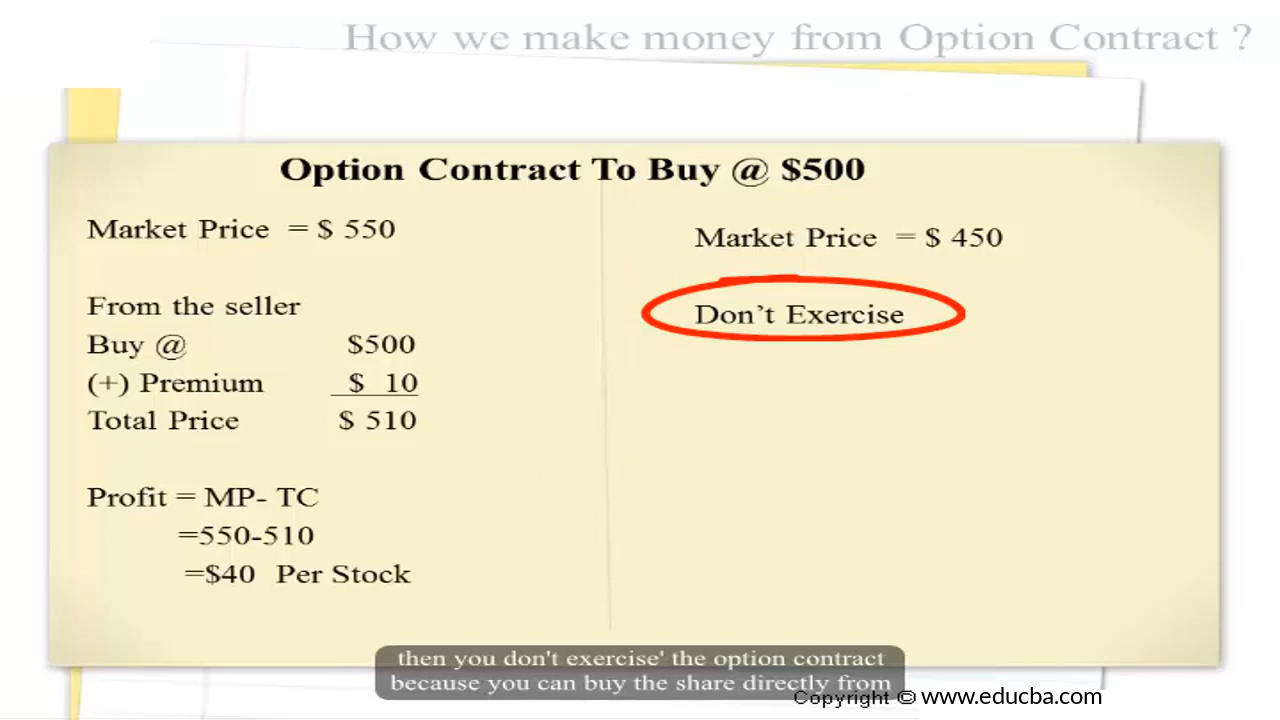 How we make money from Option Contract ?
Option Contract To Buy @ $500
Market Price = $ 550
From the seller
Buy @ $500
(+) Premium $ 10
Total Price $ 510
Profit = MP- TC
=550-510
=$40 Per Stock
Market Price = $ 450
Don’t Exercise
then you don't exercise' the option contract
because you can buy the share directly from
Copyright © www.educba.com